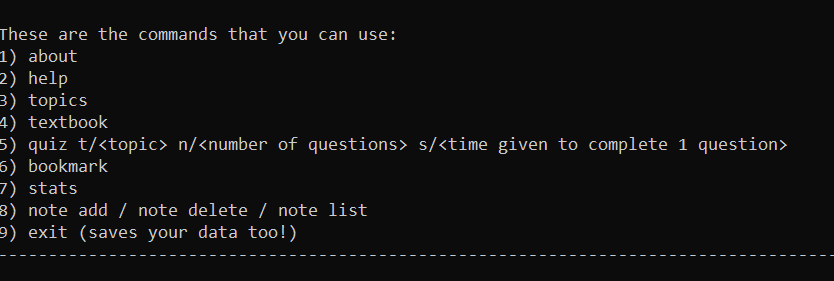 These are the commands that you can use:
1) about
2) help
3) topics
4) textbook
5) quiz t/<topic> n/<number of questions> s/<time given to complete 1 question>
6) bookmark
7) stats
8) note add / note delete / note list
9) exit (saves your data too!)
------------------------------------------------------------------------------------